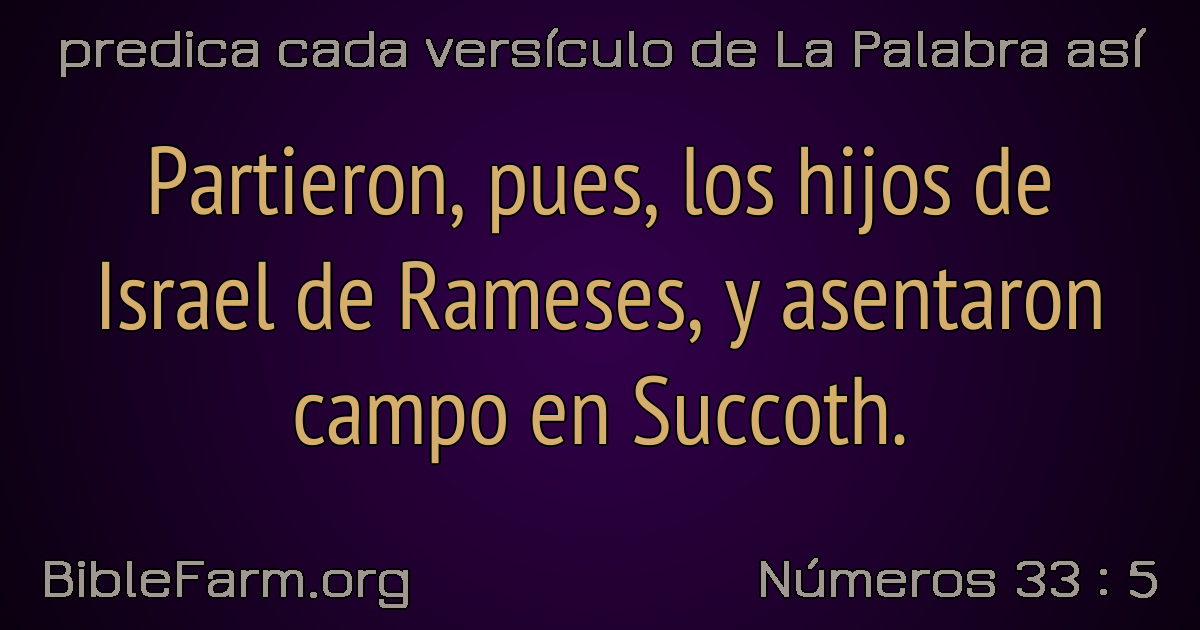 predica cada versículo de La Palabra así
Partieron, pues, los hijos de
Israel de Rameses, y asentaron
campo en Succoth.
BibleFarm.org
Números 33 : 5